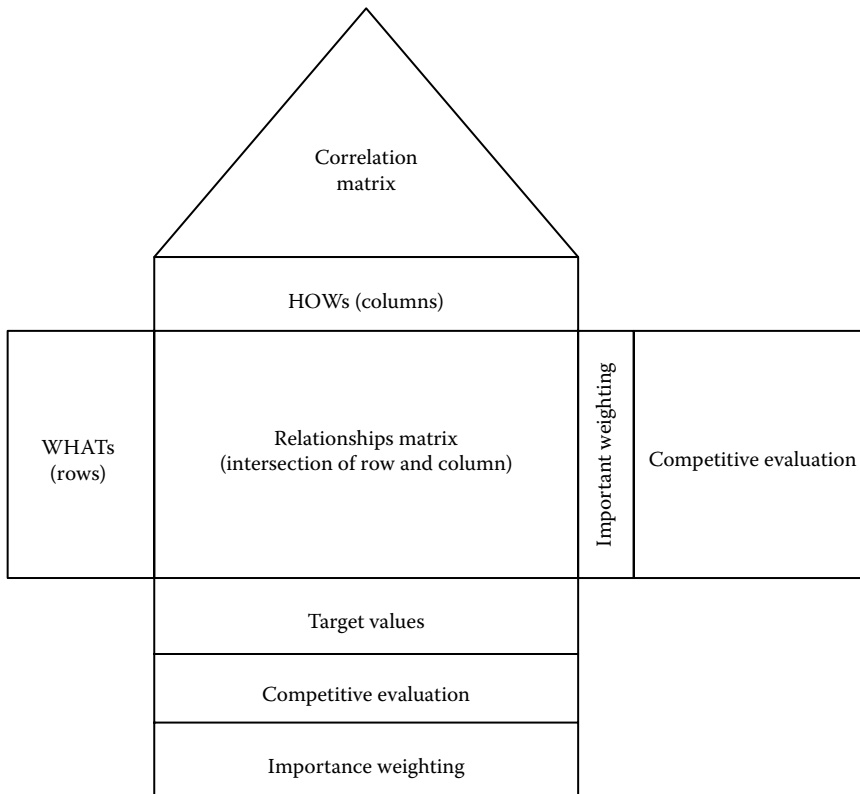 Correlation
matrix
HOWs (columns)
WHATs
(rows)
Relationships matrix
(intersection of row and column)
Important weighting
Competitive evaluation
Target values
Competitive evaluation
Importance weighting